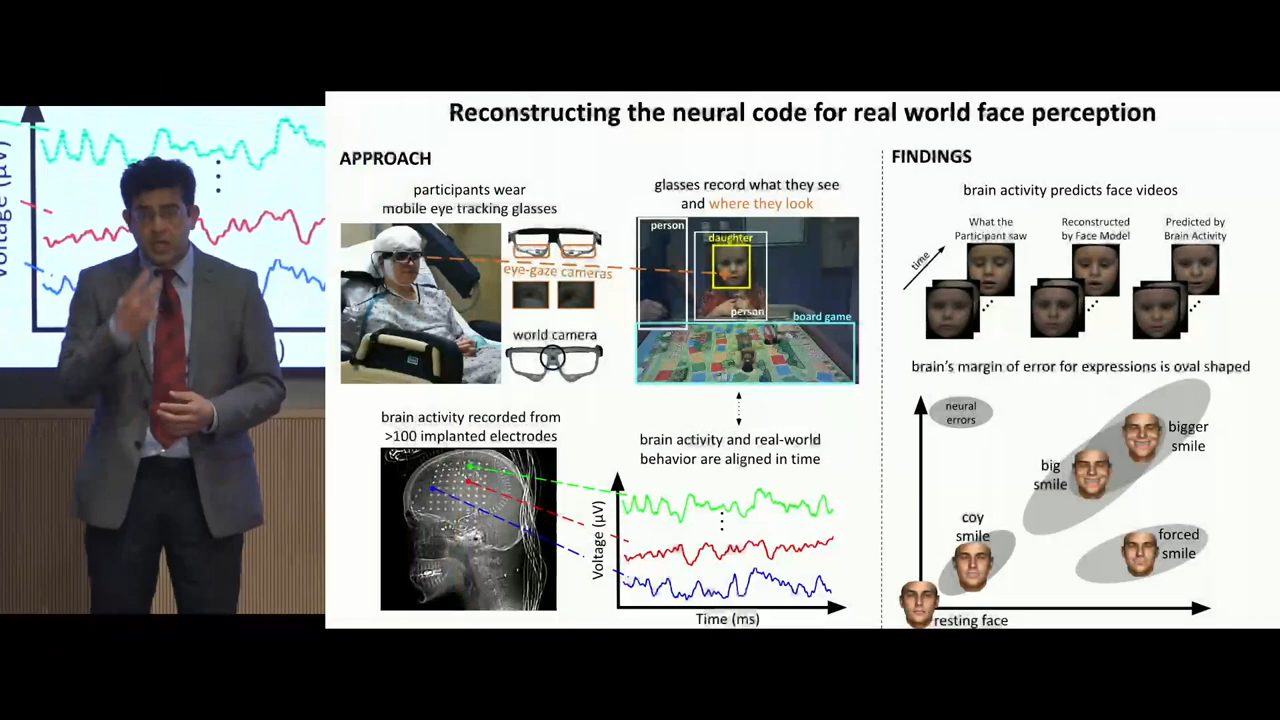 Reconstructing the neural code for real world face perception
APPROACH
participants wear
mobile eye tracking glasses
eye-gaze cameras
world camera
glasses record what they see
and where they look
person
daughter
person
board game
brain activity recorded from
>100 implanted electrodes
brain activity and real-world
behavior are aligned in time
Voltage (μV)
Time (ms)
FINDINGS
brain activity predicts face videos
What the
Participant saw
Reconstructed
by Face Model
Predicted by
Brain Activity
time
brain's margin of error for expressions is oval shaped
neural
errors
bigger
smile
big
smile
coy
smile
forced
smile
resting face
Voltage (μV)